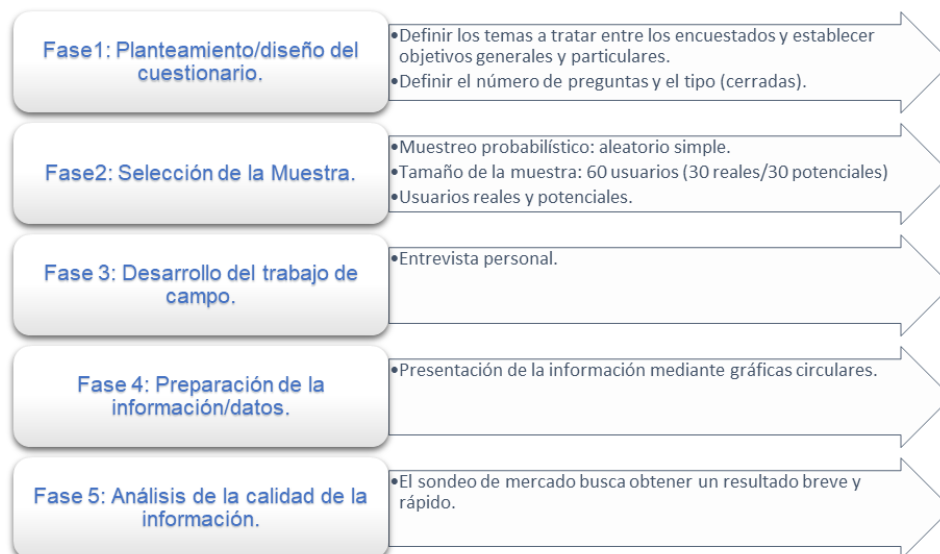 Fase1: Planteamiento/diseño del
cuestionario.
•Definir los temas a tratar entre los encuestados y establecer
objetivos generales y particulares.
•Definir el número de preguntas y el tipo (cerradas).
Fase2: Selección de la Muestra.
•Muestreo probabilístico: aleatorio simple.
•Tamaño de la muestra: 60 usuarios (30 reales/30 potenciales)
•Usuarios reales y potenciales.
Fase 3: Desarrollo del trabajo de
campo.
•Entrevista personal.
Fase 4: Preparación de la
información/datos.
•Presentación de la información mediante gráficas circulares.
Fase 5: Análisis de la calidad de la
información.
•El sondeo de mercado busca obtener un resultado breve y
rápido.